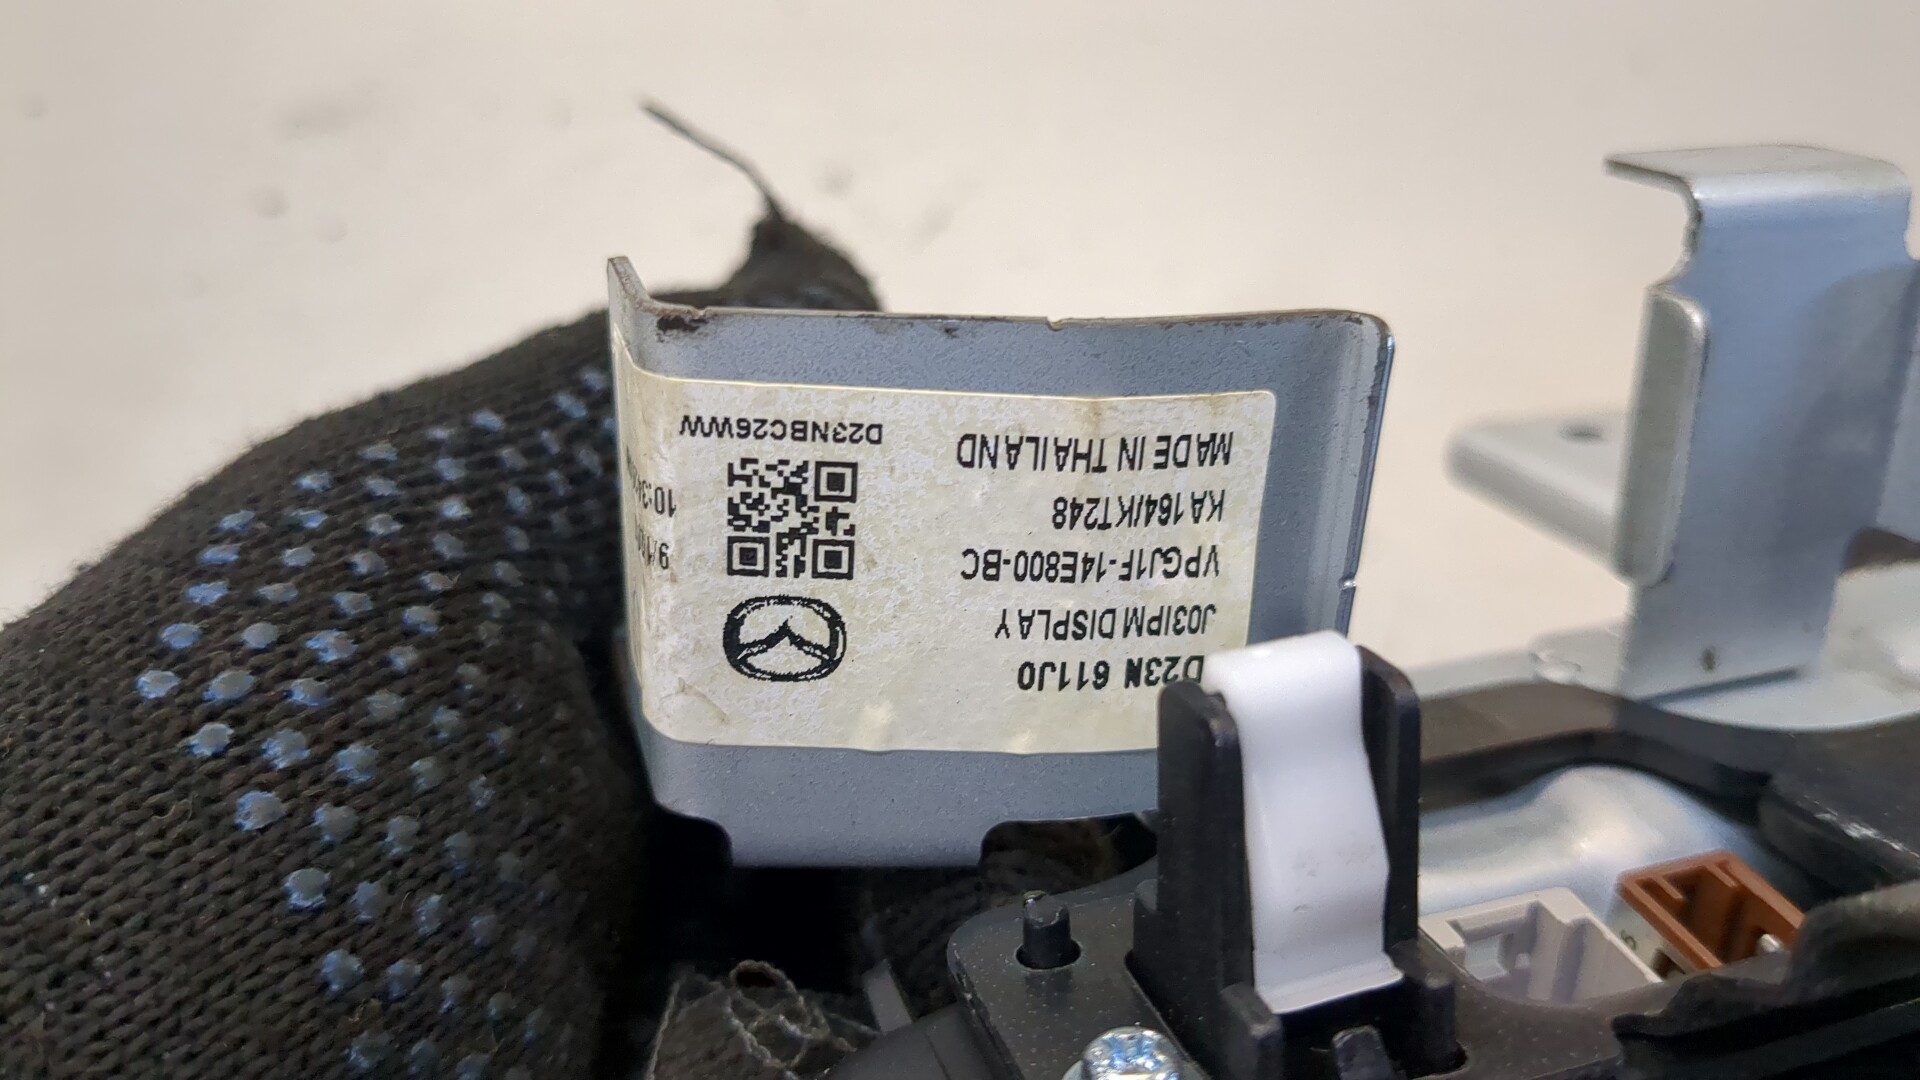 D23N 611J0
J03IPM DISPLAY
VPGJ1F-14E800-BC
KA164/KT248
MADE IN THAILAND
D23NBC26WW